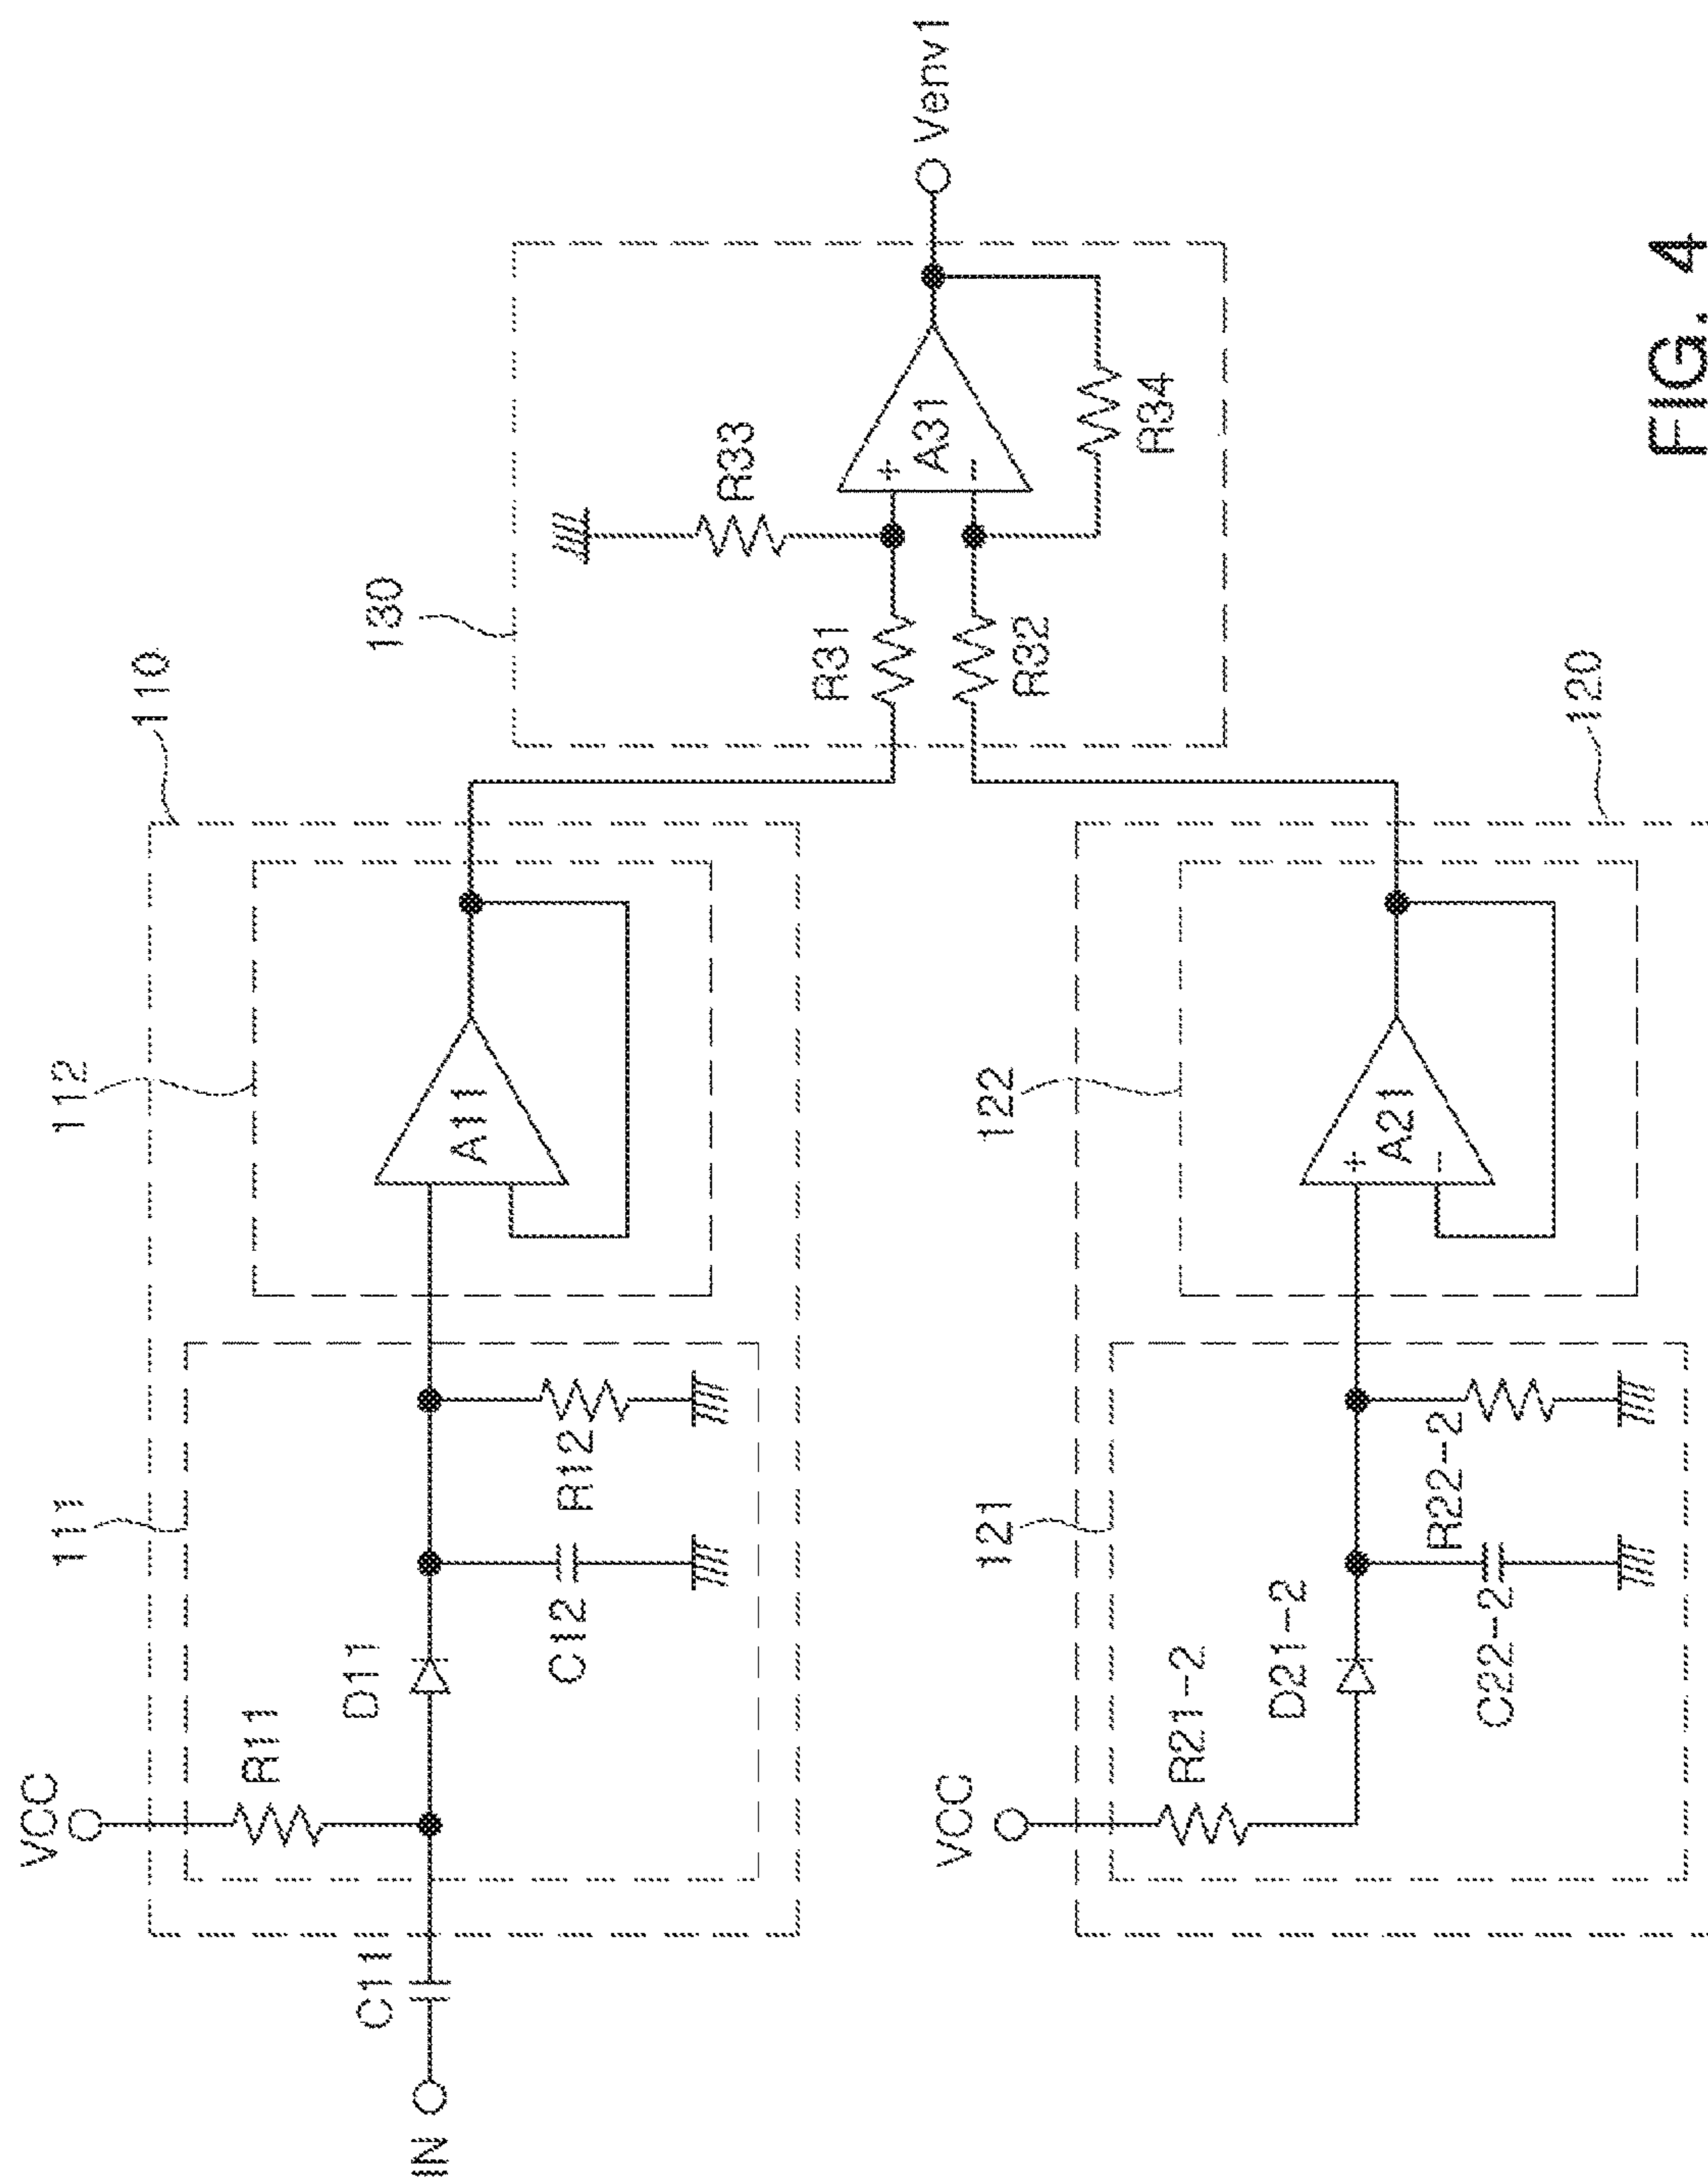 VCC
111
112
110
130
R11
D11
C11
IN
C12
R12
A11
R33
R31
+
A31
-
R32
R34
Venv1
VCC
121
122
120
R21-2
D21-2
C22-2
R22-2
+
A21
-
FIG. 4